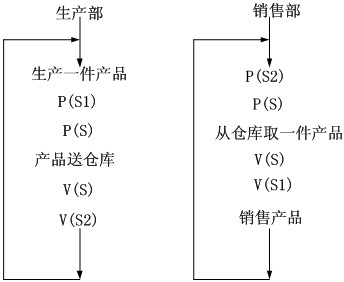 生产部
生产一件产品
P(S1)
P(S)
产品送仓库
V(S)
V(S2)
销售部
P(S2)
P(S)
从仓库取一件产品
V(S)
V(S1)
销售产品